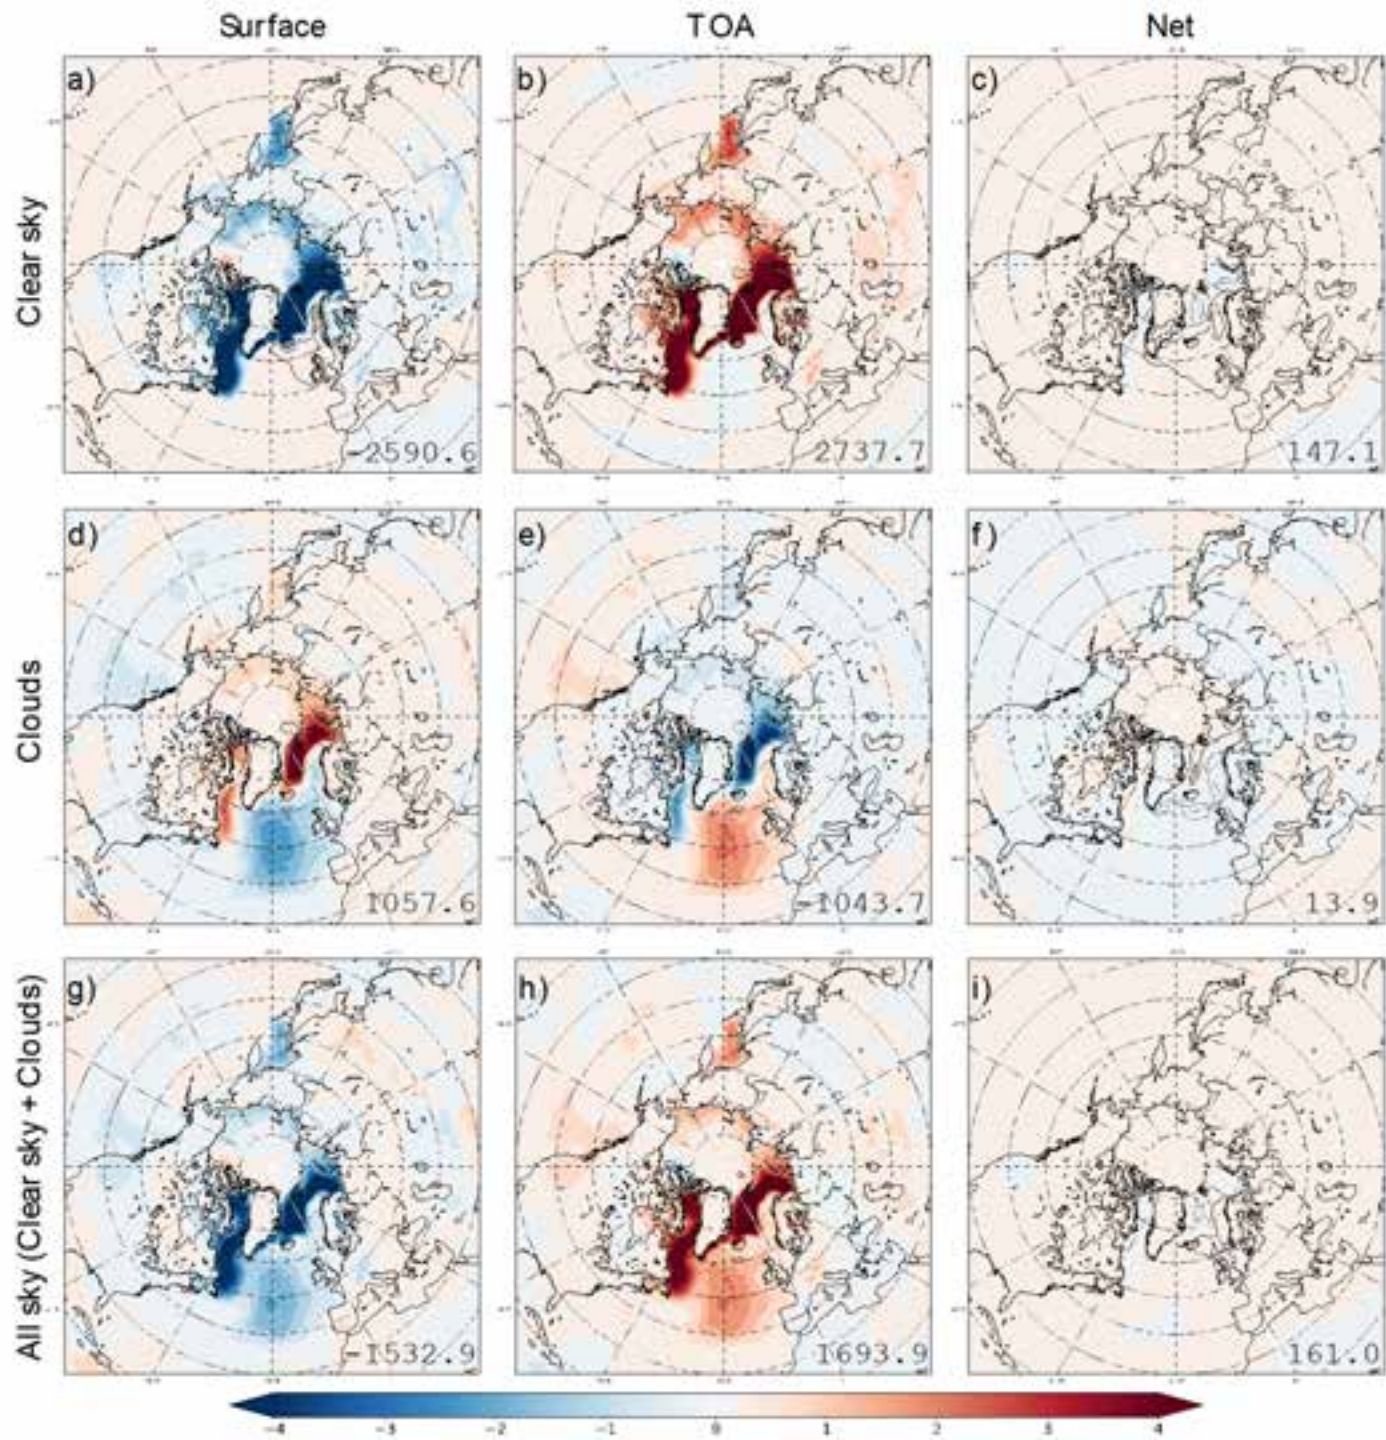 Surface TOA Net
a) b) c)
Clear sky
-2590.6 2737.7 147.1
d) e) f)
Clouds
1057.6 -1043.7 13.9
g) h) i)
All sky (Clear sky + Clouds)
-1532.9 1693.9 161.0
-4 -3 -2 -1 0 1 2 3 4